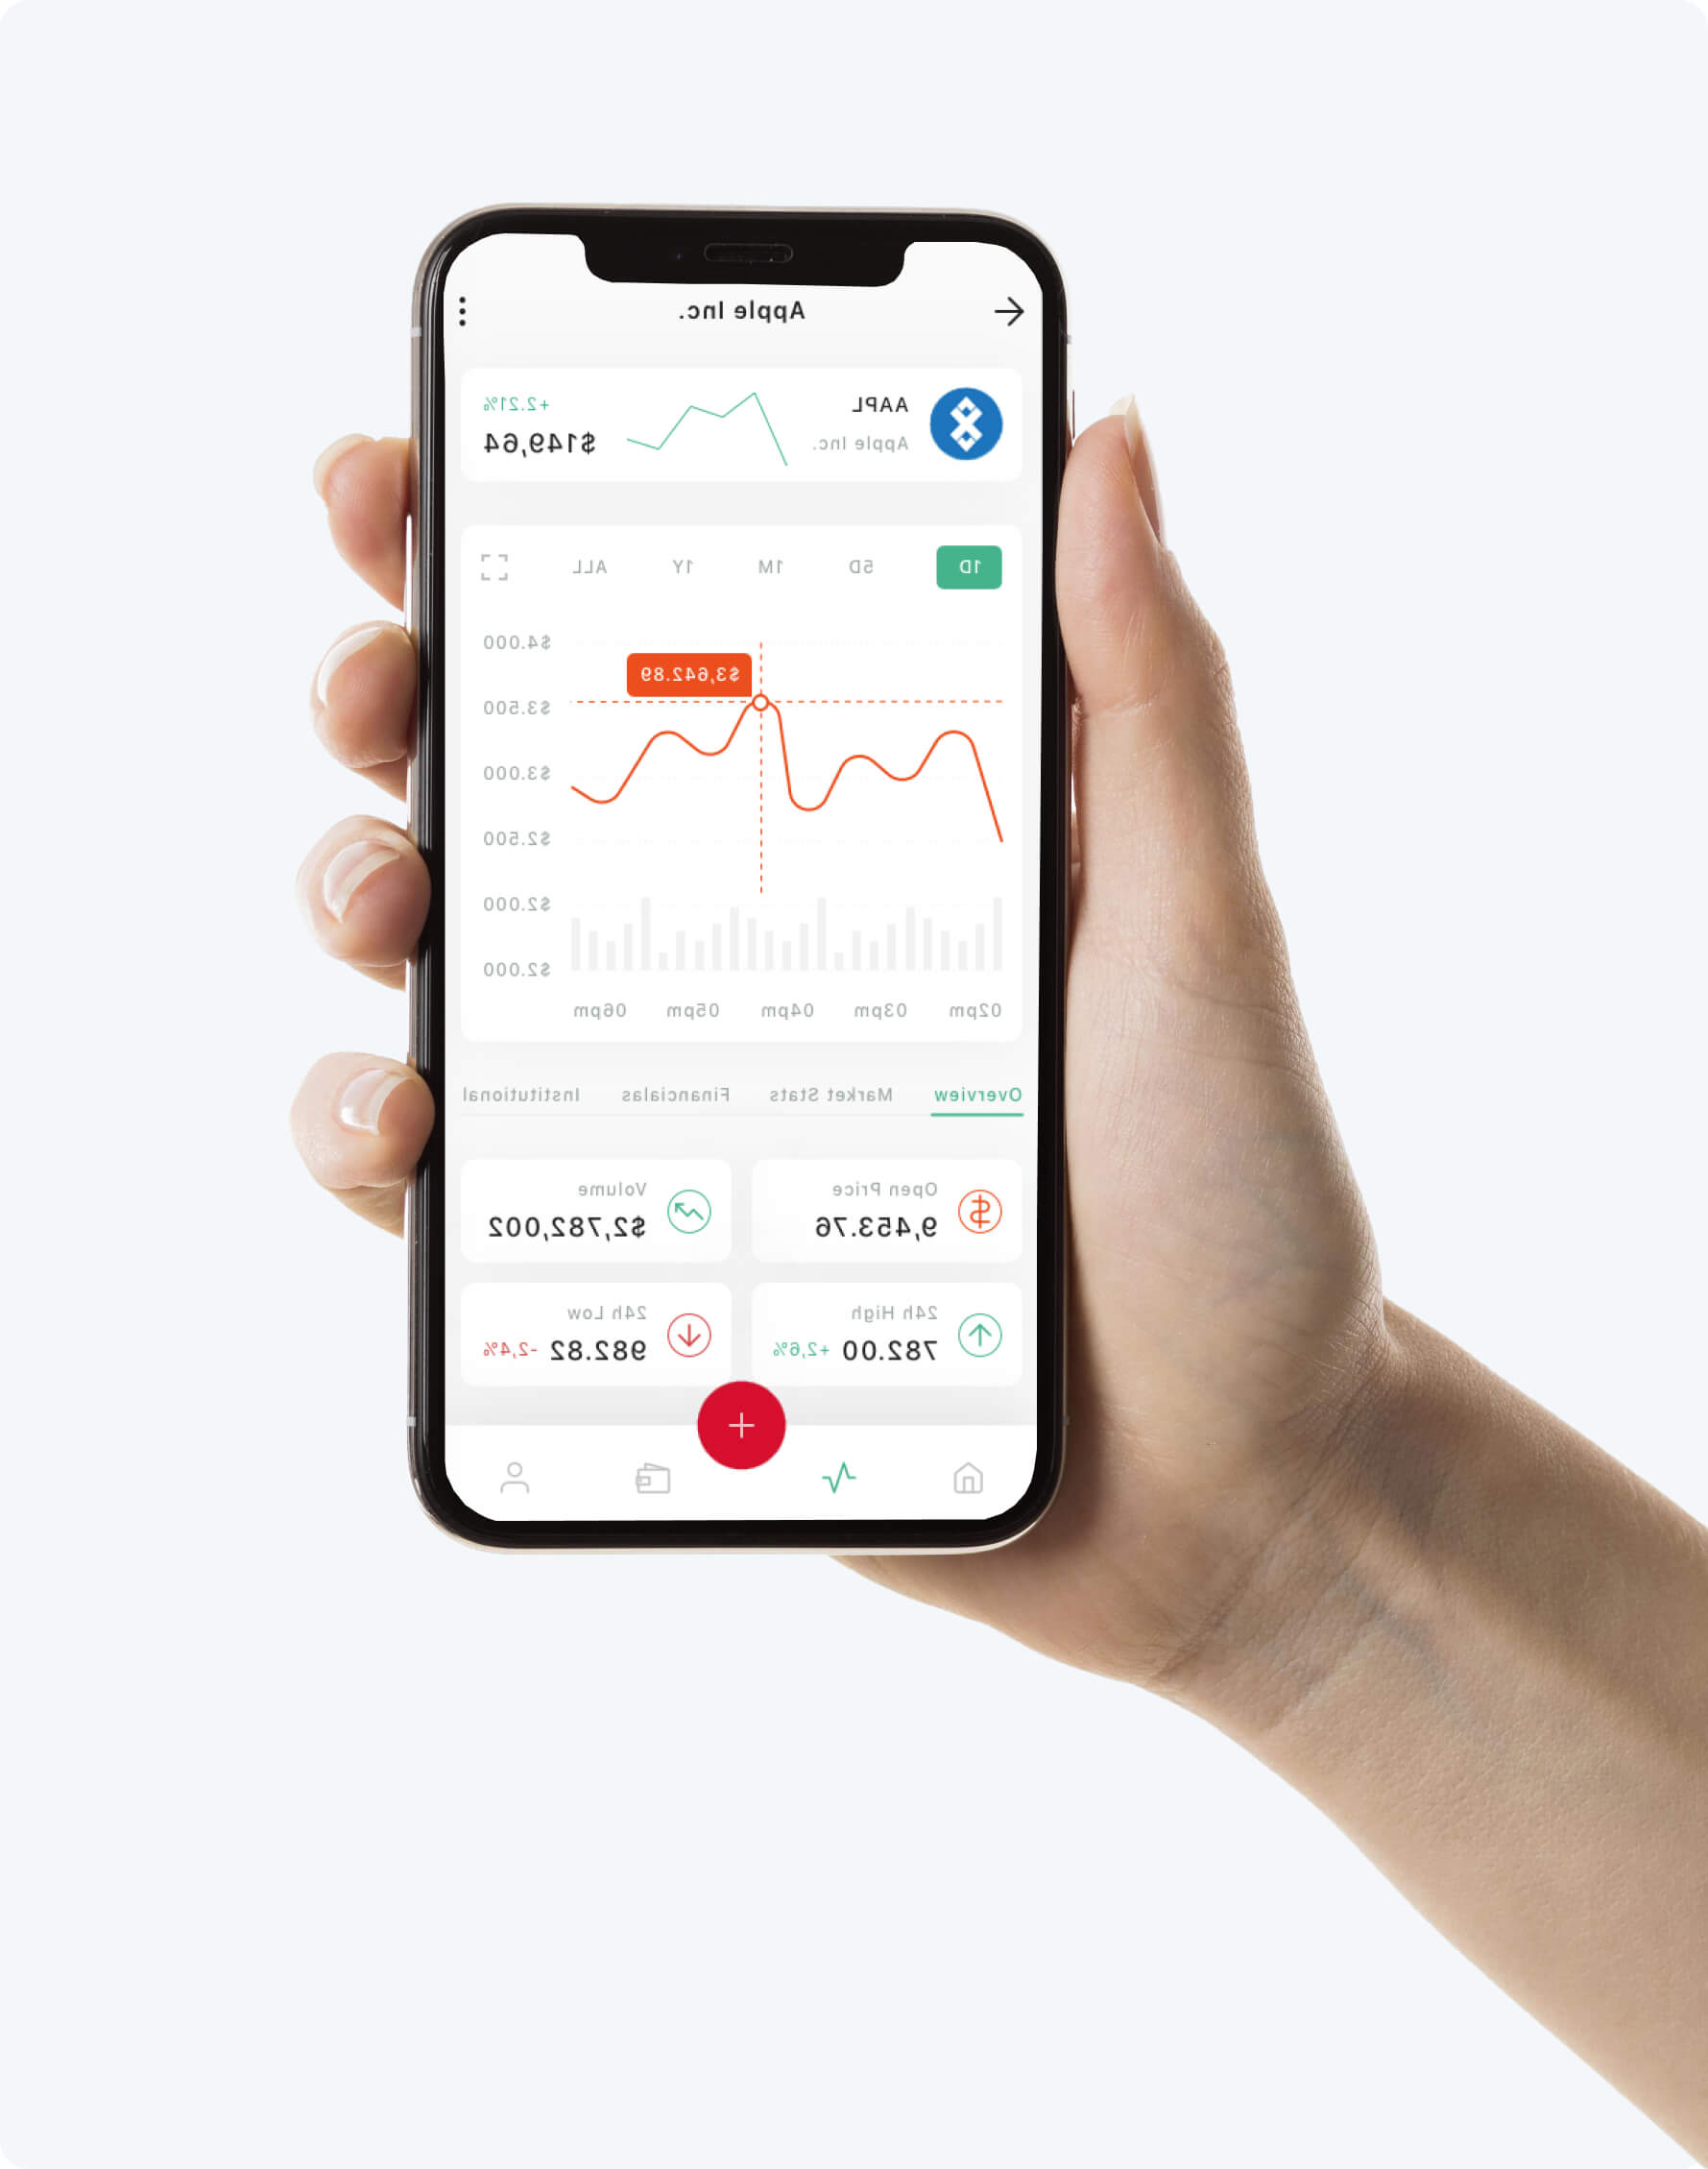 Apple Inc.
AAPL
Apple Inc.
+2.21%
$149,64
1D 5D 1M 1Y ALL
$4.000
$3,642.89
$3.500
$3.000
$2.500
$2.000
$2.000
02pm 03pm 04pm 05pm 06pm
Overview Market Stats Financialas Institutional
Open Price
9,453.76
Volume
$2,782,002
24h High
782.00 +2,6%
24h Low
982.82 -2,4%